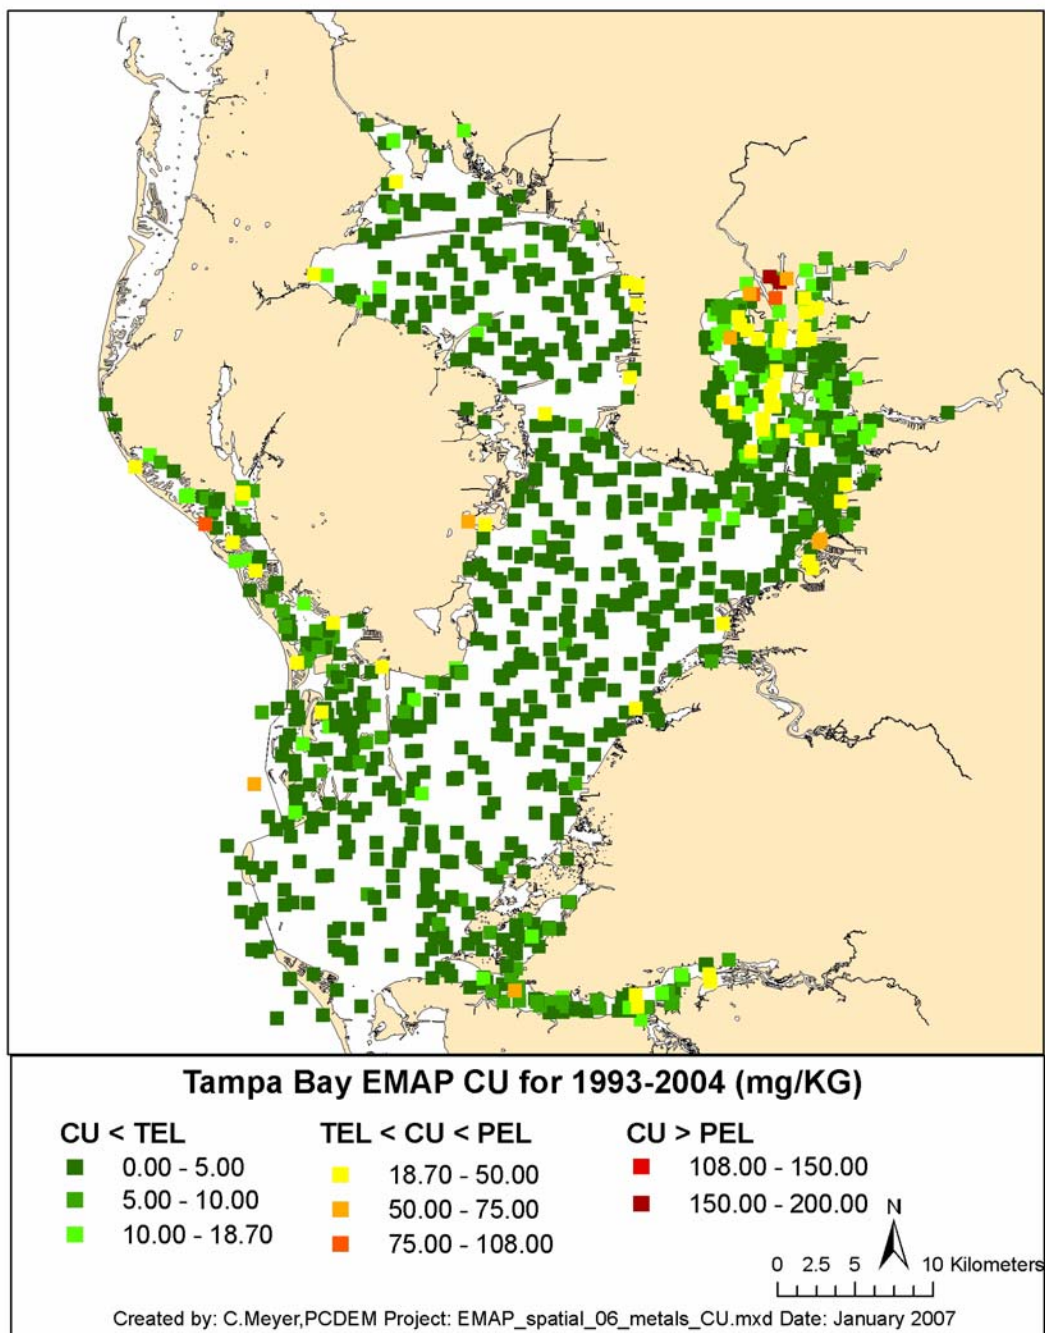 Tampa Bay EMAP CU for 1993-2004 (mg/KG)
CU < TEL
0.00 - 5.00
5.00 - 10.00
10.00 - 18.70
TEL < CU < PEL
18.70 - 50.00
50.00 - 75.00
75.00 - 108.00
CU > PEL
108.00 - 150.00
150.00 - 200.00
N
0 2.5 5 10 Kilometers
Created by: C.Meyer,PCDEM Project: EMAP_spatial_06_metals_CU.mxd Date: January 2007